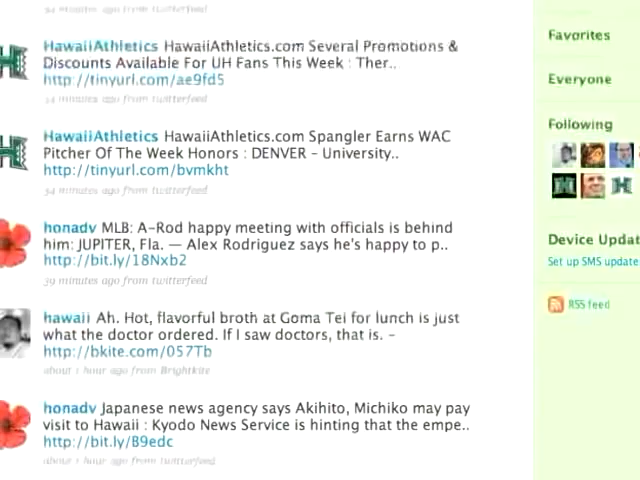 34 minutes ago from twitterfeed
HawaiiAthletics HawaiiAthletics.com Several Promotions &
Discounts Available For UH Fans This Week : Ther..
http://tinyurl.com/ae9fd5
34 minutes ago from twitterfeed
HawaiiAthletics HawaiiAthletics.com Spangler Earns WAC
Pitcher Of The Week Honors : DENVER – University..
http://tinyurl.com/bvmkht
34 minutes ago from twitterfeed
honadv MLB: A-Rod happy meeting with officials is behind
him: JUPITER, Fla. — Alex Rodriguez says he's happy to p..
http://bit.ly/18Nxb2
39 minutes ago from twitterfeed
hawaii Ah. Hot, flavorful broth at Goma Tei for lunch is just
what the doctor ordered. If I saw doctors, that is. –
http://bkite.com/057Tb
about 1 hour ago from Brightkite
honadv Japanese news agency says Akihito, Michiko may pay
visit to Hawaii : Kyodo News Service is hinting that the empe..
http://bit.ly/B9edc
about 1 hour ago from twitterfeed
Favorites
Everyone
Following
Device Updat
Set up SMS update
RSS feed